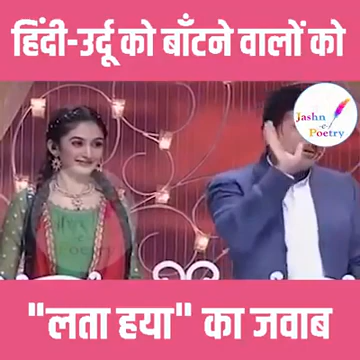 हिंदी-उर्दू को बाँटने वालों को
Jashn
e
Poetry
"लता हया" का जवाब